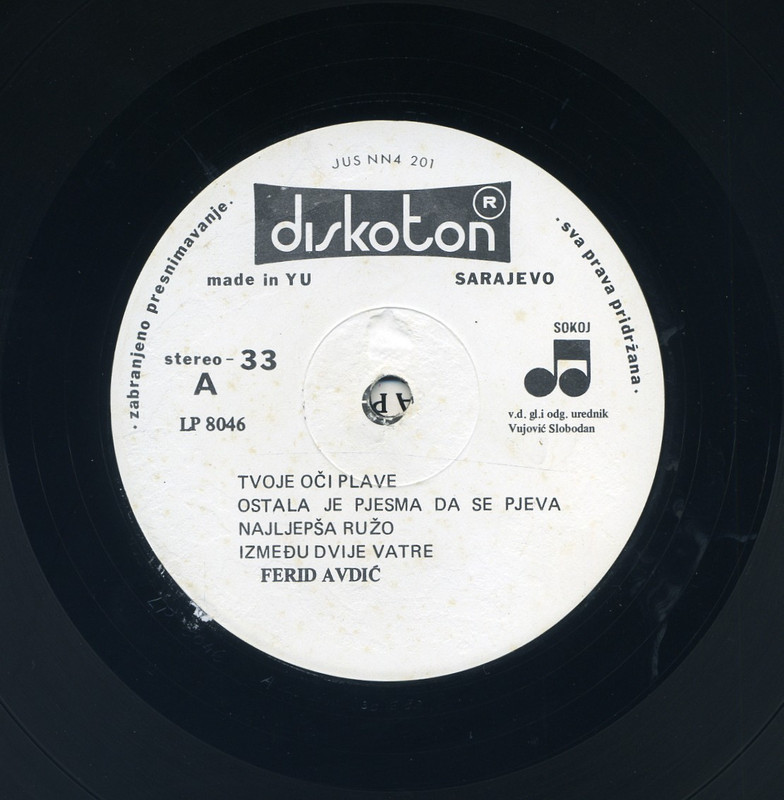 JUS NN4 201
diskoton
R
made in YU
SARAJEVO
· zabranjeno presnimavanje.
· sva prava pridržana ·
SOKOJ
stereo - 33
A
LP 8046
v.d. gl.i odg. urednik
Vujović Slobodan
A P
TVOJE OČI PLAVE
OSTALA JE PJESMA DA SE PJEVA
NAJLJEPŠA RUŽO
IZMEĐU DVIJE VATRE
FERID AVDIĆ